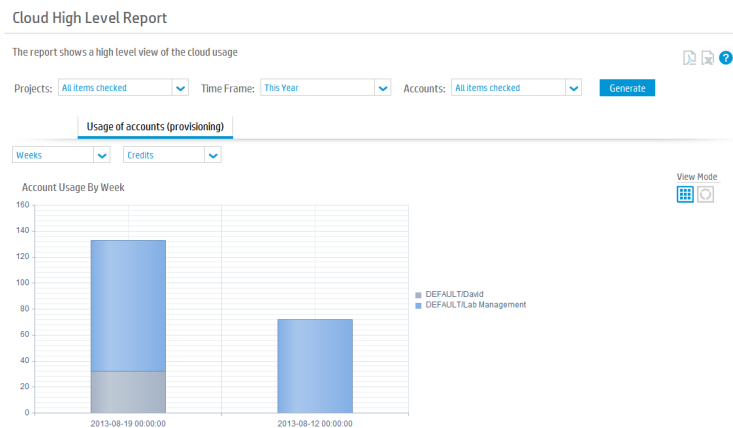 Cloud High Level Report
The report shows a high level view of the cloud usage
?
Projects: All items checked Time Frame: This Year Accounts: All items checked Generate
Usage of accounts (provisioning)
Weeks Credits
View Mode
Account Usage By Week
160
140
120
100
80
60
40
20
0
DEFAULT/David
DEFAULT/Lab Management
2013-08-19 00:00:00 2013-08-12 00:00:00